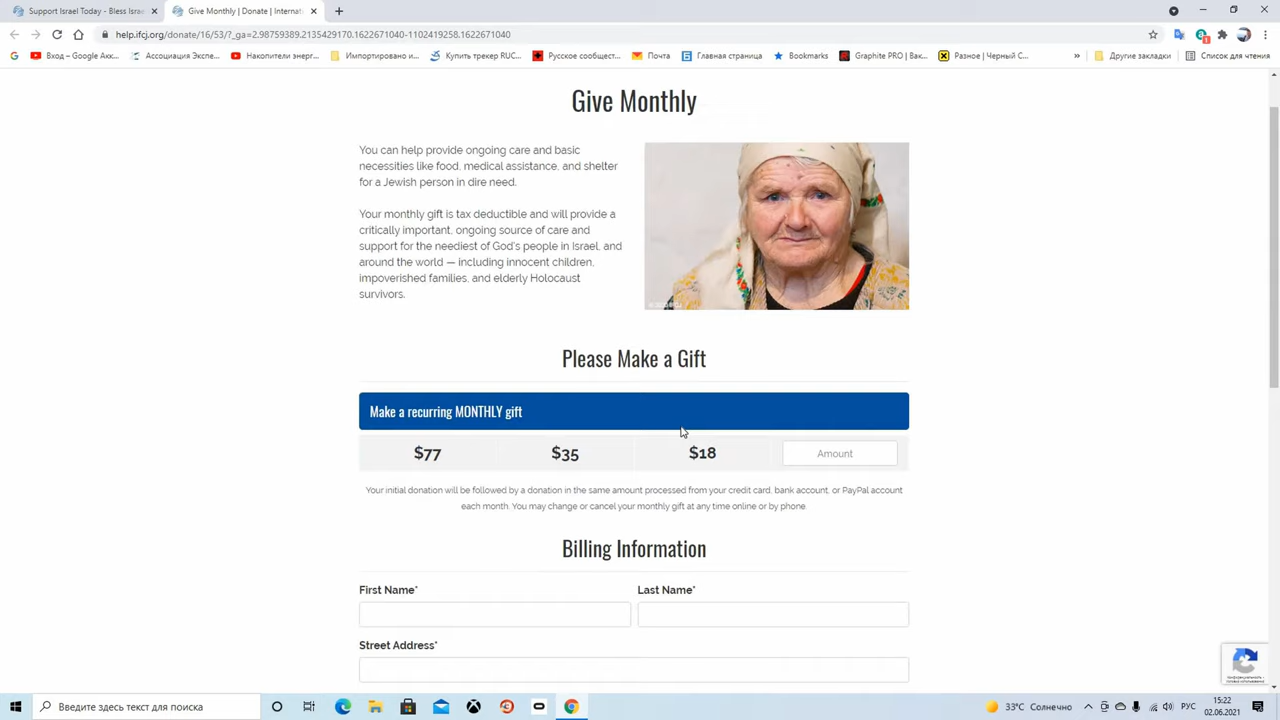 Support Israel Today - Bless Israe
Give Monthly | Donate | Internati
help.ifcj.org/donate/16/53/?_ga=2.98759389.2135429170.1622671040-1102419258.1622671040
Вход – Google Акк...
Ассоциация Экспе...
Накопители энерг...
Импортировано и...
Купить трекер RUC...
Русское сообщест...
Почта
Главная страница
Bookmarks
Graphite PRO | Вак...
Разное | Черный С...
»
Другие закладки
Список для чтения
Give Monthly
You can help provide ongoing care and basic
necessities like food, medical assistance, and shelter
for a Jewish person in dire need.
Your monthly gift is tax deductible and will provide a
critically important, ongoing source of care and
support for the neediest of God's people in Israel, and
around the world — including innocent children,
impoverished families, and elderly Holocaust
survivors.
Please Make a Gift
Make a recurring MONTHLY gift
$77
$35
$18
Amount
Your initial donation will be followed by a donation in the same amount processed from your credit card, bank account, or PayPal account
each month. You may change or cancel your monthly gift at any time online or by phone.
Billing Information
First Name*
Last Name*
Street Address*
Введите здесь текст для поиска
33°C Солнечно
РУС
15:22
02.06.2021